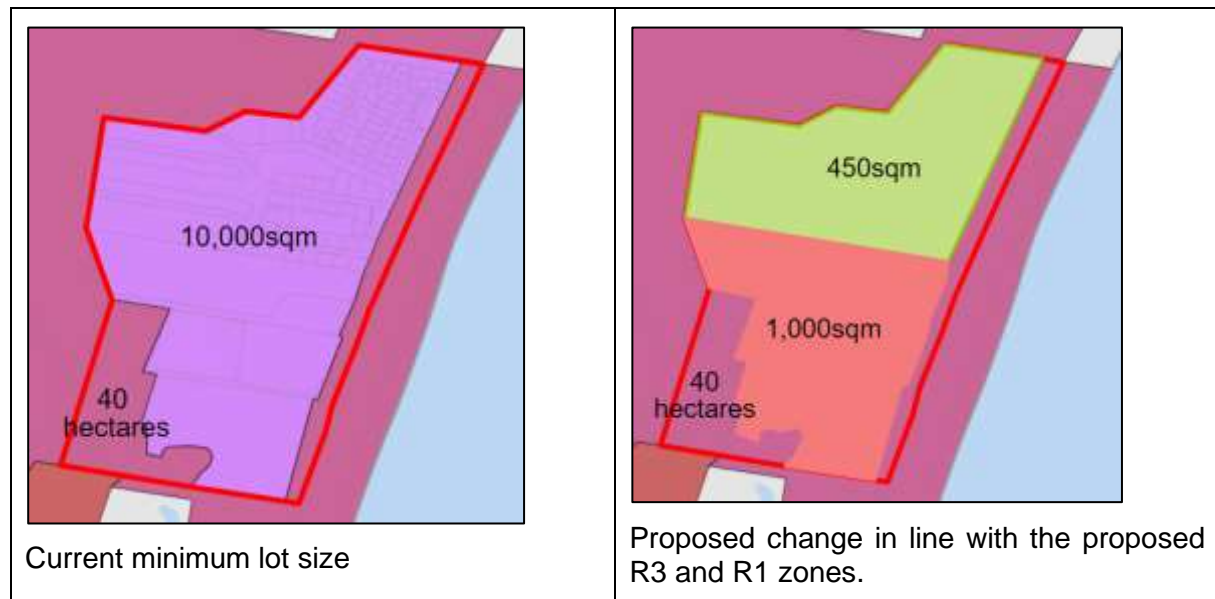 10,000sqm
40
hectares
Current minimum lot size
450sqm
1,000sqm
40
hectares
Proposed change in line with the proposed
R3 and R1 zones.